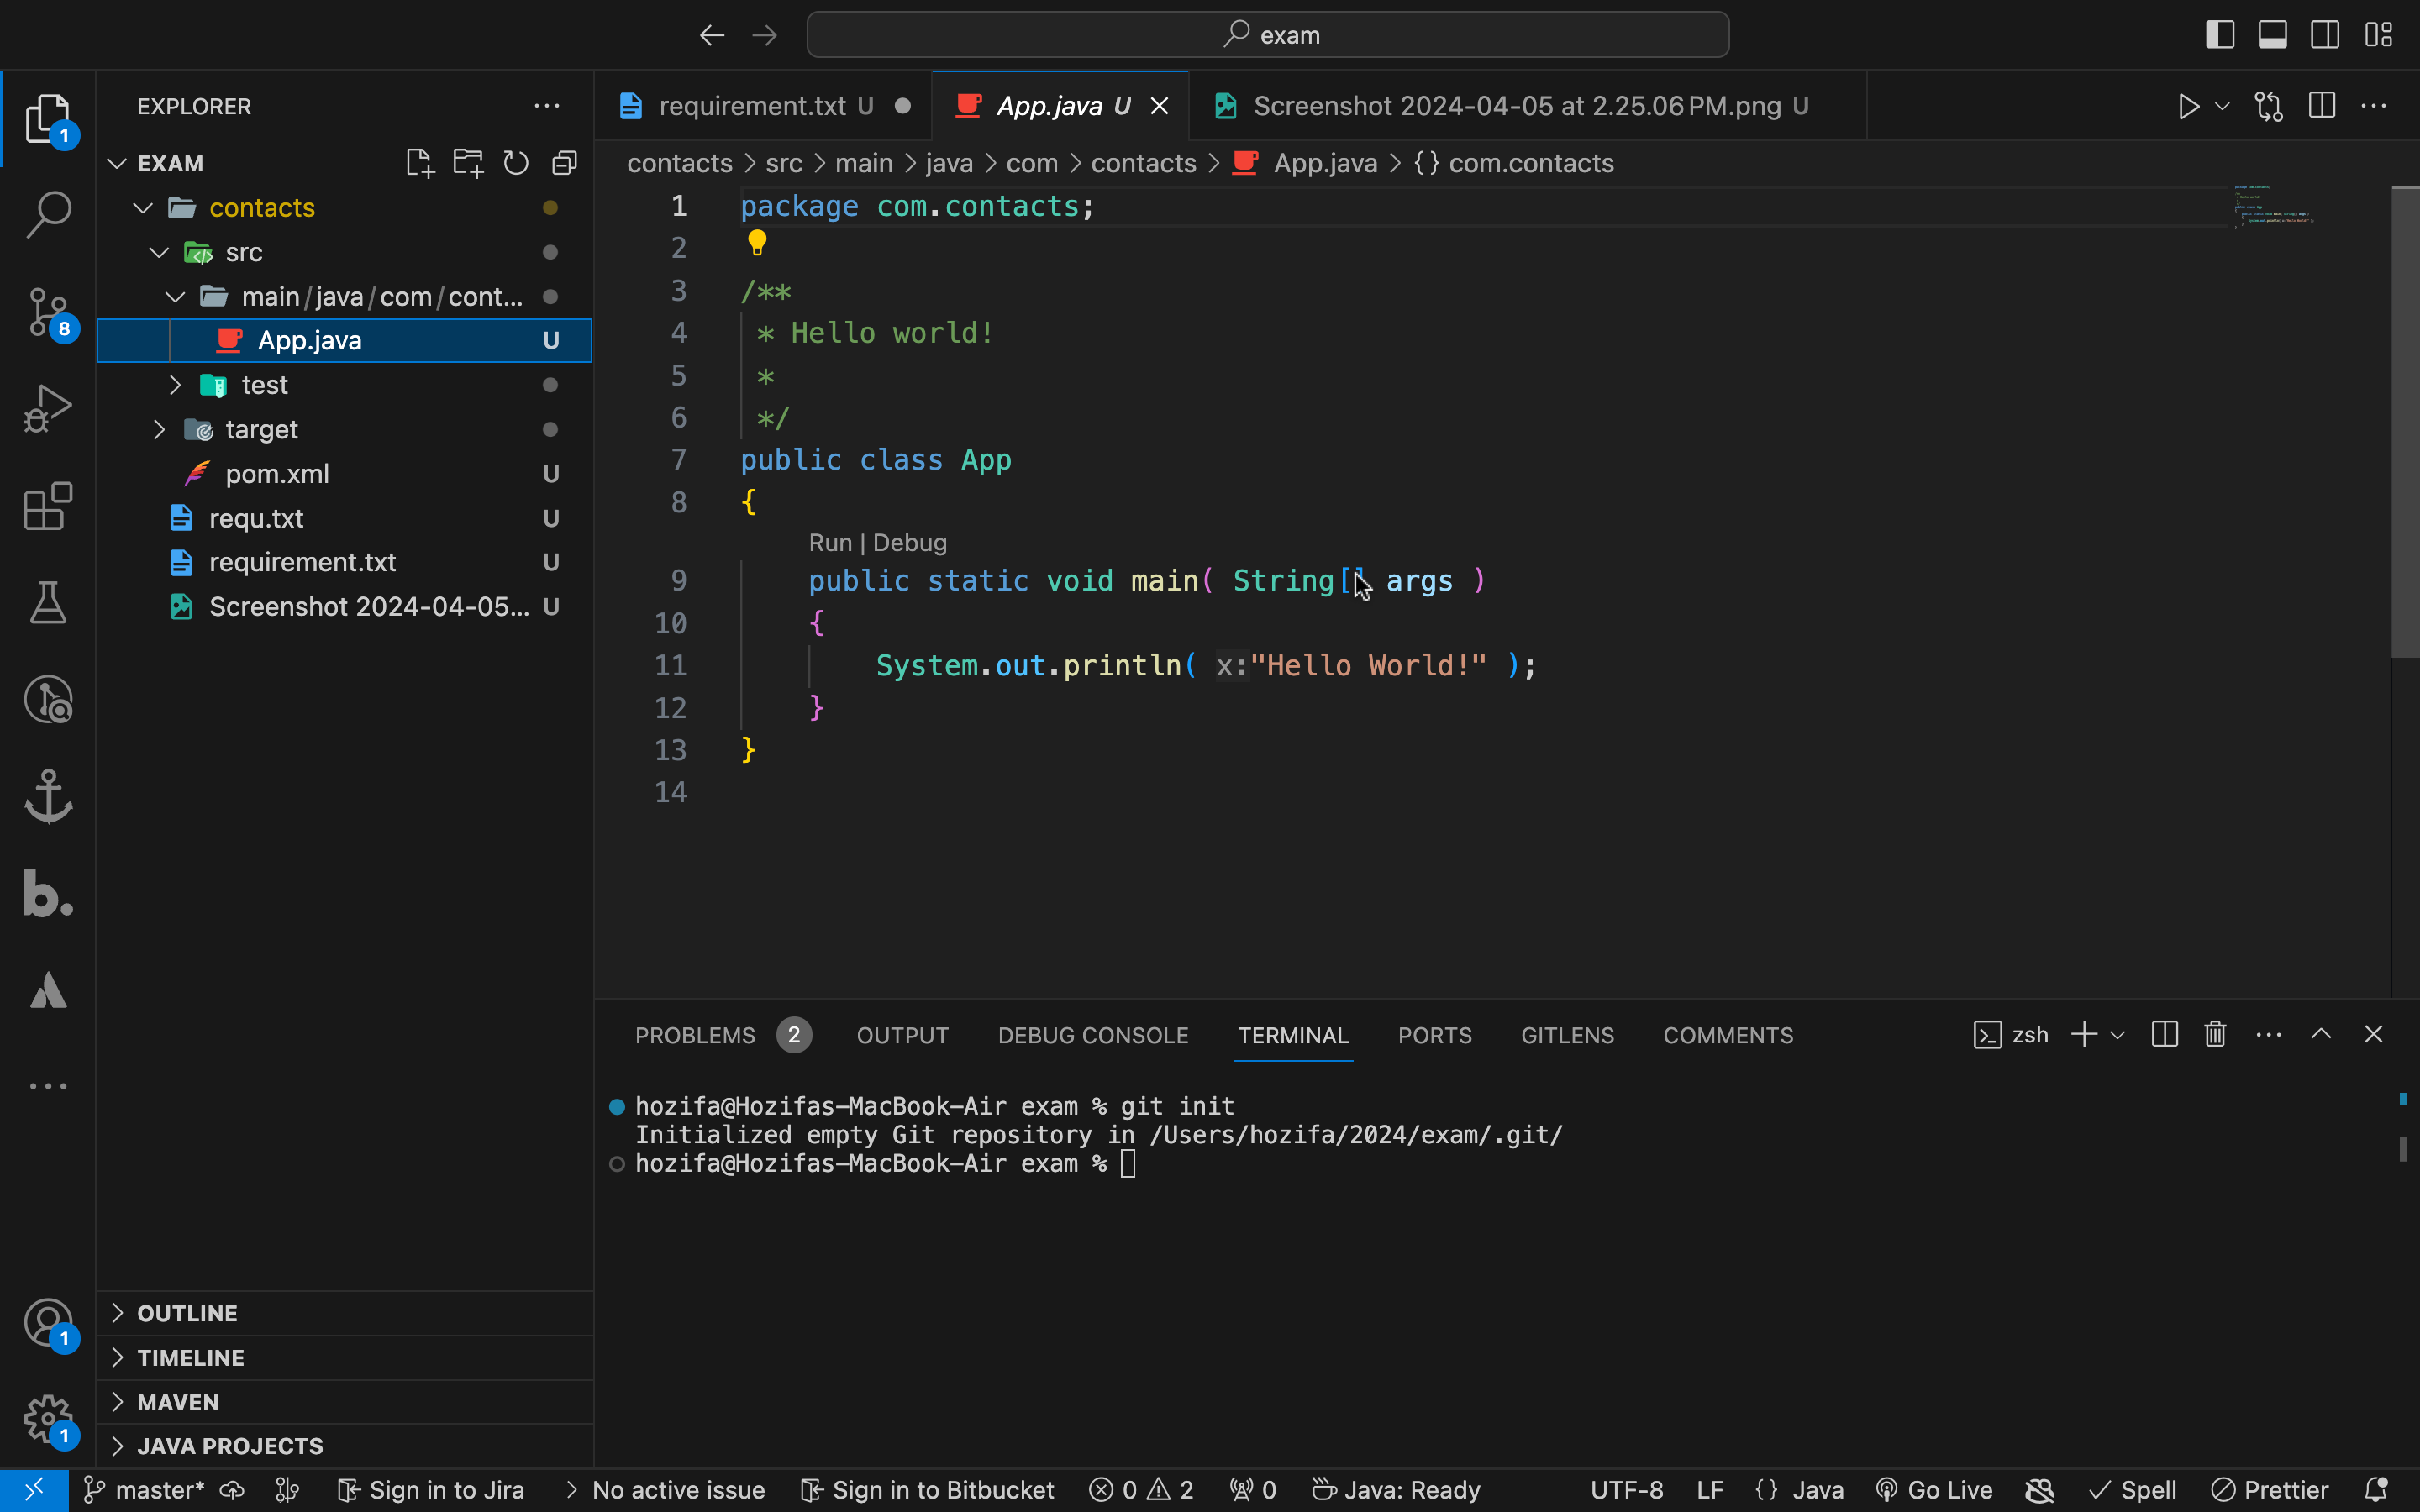 exam
EXPLORER
requirement.txt U
App.java U
Screenshot 2024-04-05 at 2.25.06 PM.png U
1
EXAM
contacts > src > main > java > com > contacts > App.java > {} com.contacts
contacts
src
main/java/com/cont...
App.java U
test
target
pom.xml U
requ.txt U
requirement.txt U
Screenshot 2024-04-05... U
8
1 package com.contacts;
2
3 /**
4 * Hello world!
5 *
6 */
7 public class App
8 {
Run | Debug
9 public static void main( String[] args )
10 {
11 System.out.println( x: "Hello World!" );
12 }
13 }
14
b.
PROBLEMS 2 OUTPUT DEBUG CONSOLE TERMINAL PORTS GITLENS COMMENTS
zsh
hozifa@Hozifas-MacBook-Air exam % git init
Initialized empty Git repository in /Users/hozifa/2024/exam/.git/
hozifa@Hozifas-MacBook-Air exam %
OUTLINE
TIMELINE
MAVEN
JAVA PROJECTS
1
1
master* Sign in to Jira > No active issue Sign in to Bitbucket 0 2 0 Java: Ready UTF-8 LF {} Java Go Live Spell Prettier